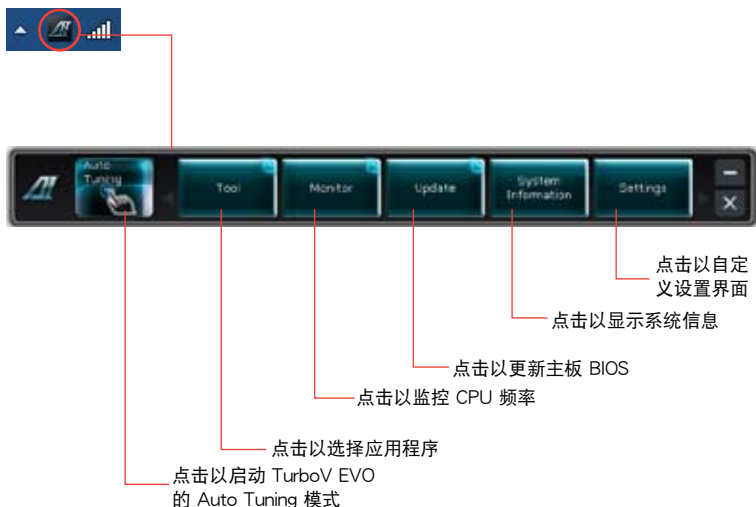 Auto
Tuning
Tool
Monitor
Update
System
Information
Settings
点击以自定
义设置界面
点击以显示系统信息
点击以更新主板 BIOS
点击以监控 CPU 频率
点击以选择应用程序
点击以启动 TurboV EVO
的 Auto Tuning 模式